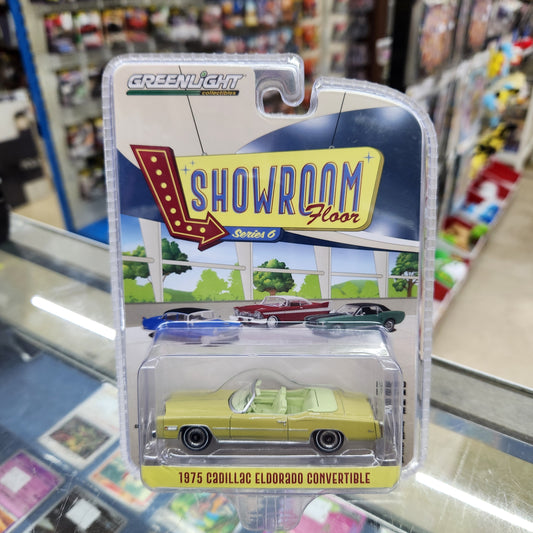 GREENLIGHT
collectibles
SHOWROOM
Floor
Series 6
1975 CADILLAC ELDORADO CONVERTIBLE